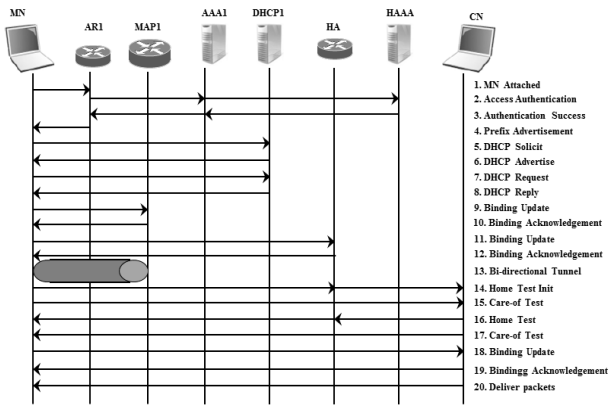 MN
AR1
MAP1
AAA1
DHCP1
HA
HAAA
CN
1. MN Attached
2. Access Authentication
3. Authentication Success
4. Prefix Advertisement
5. DHCP Solicit
6. DHCP Advertise
7. DHCP Request
8. DHCP Reply
9. Binding Update
10. Binding Acknowledgement
11. Binding Update
12. Binding Acknowledgement
13. Bi-directional Tunnel
14. Home Test Init
15. Care-of Test
16. Home Test
17. Care-of Test
18. Binding Update
19. Bindingg Acknowledgement
20. Deliver packets